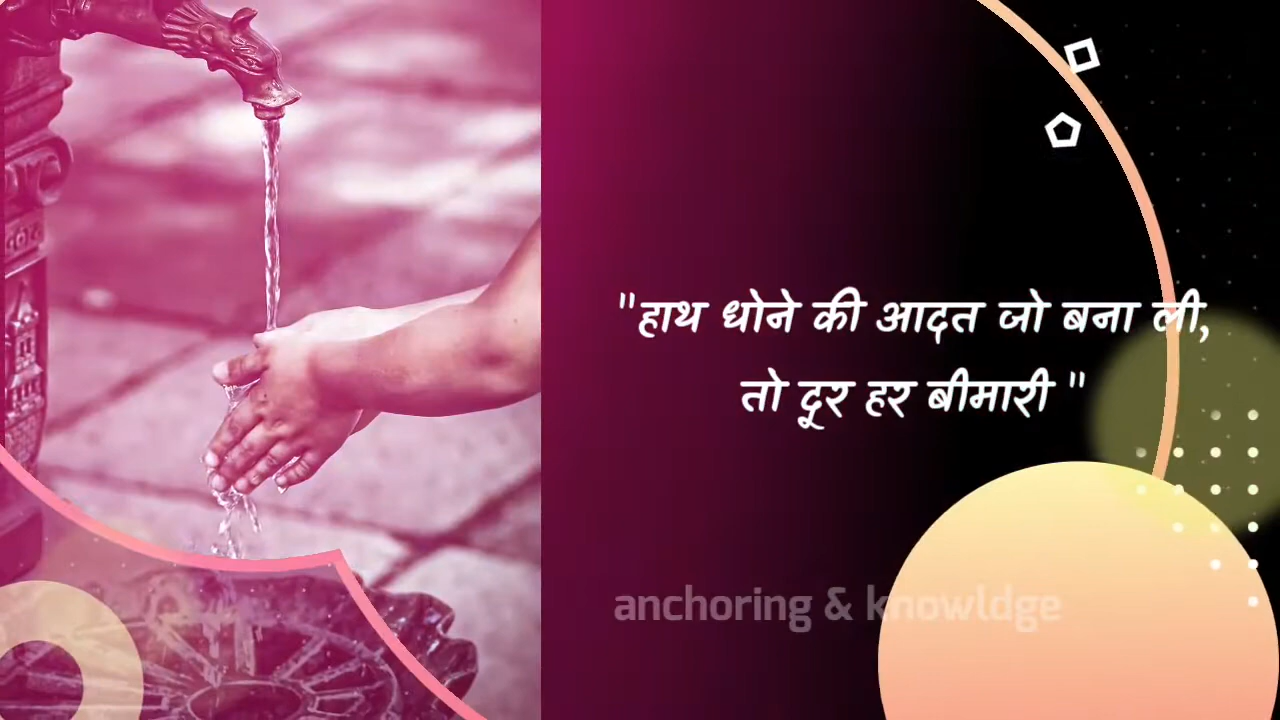 "हाथ धोने की आदत जो बना ली,
तो दूर हर बीमारी "
anchoring & knowldge